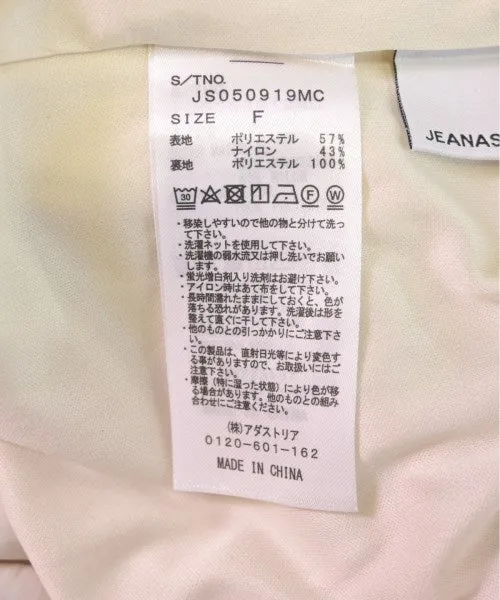 S/TNO.
JS050919MC
SIZE F
表地 ポリエステル 57%
ナイロン 43%
裏地 ポリエステル 100%
30 F W
・移染しやすいので他の物と分けて洗っ
て下さい。
・洗濯ネットを使用して下さい。
・洗濯機の弱水流又は押し洗いでお願い
します。
・蛍光増白剤入り洗剤はお避け下さい。
・アイロン時はあて布をして下さい。
・長時間濡れたままにしておくと、色が
落ちる恐れがあります。洗濯後は形を
整えて直ぐに干して下さい。
・他のものとの引っかかりにご注意下さ
い。
・この製品は、直射日光等により変色す
る事がありますので、お取扱いにはご
注意下さい。
・摩擦（特に湿った状態）により色が移
る場合があります。他のものとの組み
合わせにご注意ください。
(株)アダストリア
0120-601-162
MADE IN CHINA
JEANAS